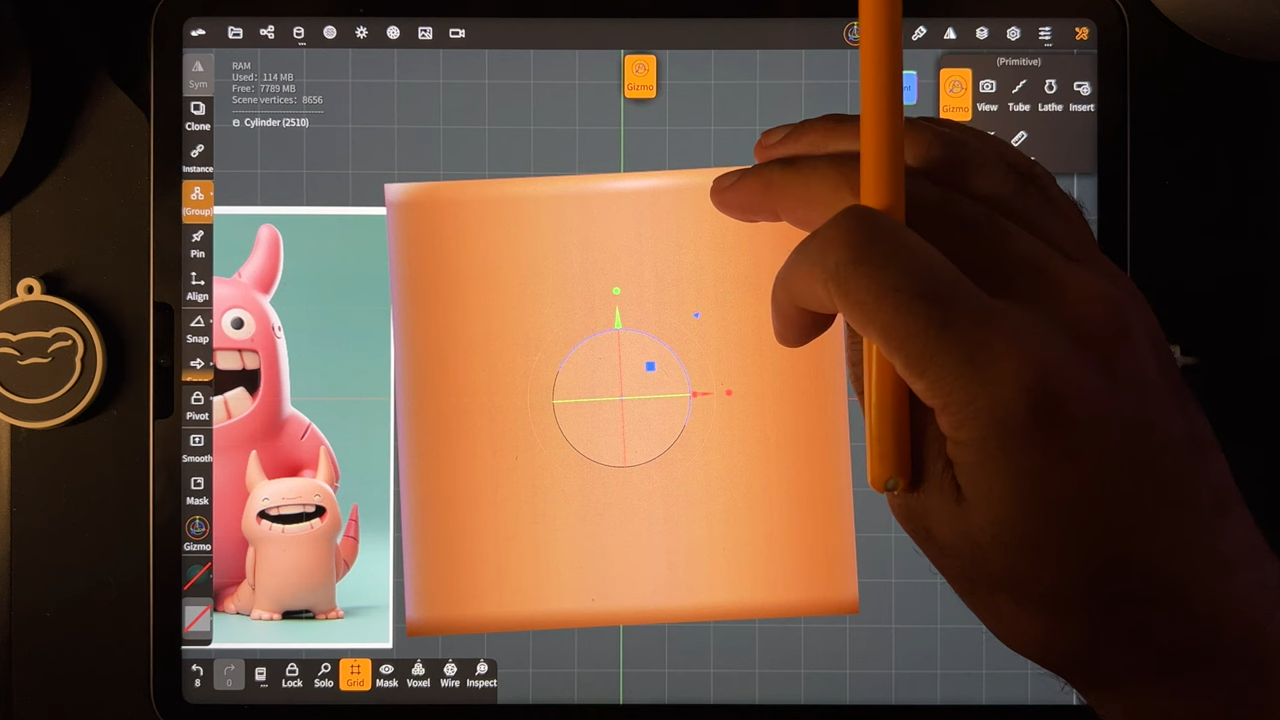 RAM
Used: 114 MB
Free: 7789 MB
Scene vertices: 8656
Cylinder (2510)
Gizmo
(Primitive)
Gizmo
View
Tube
Lathe
Insert
Sym
Clone
Instance
(Group)
Pin
Align
Snap
Pivot
Smooth
Mask
Gizmo
8
0
Lock
Solo
Grid
Mask
Voxel
Wire
Inspect